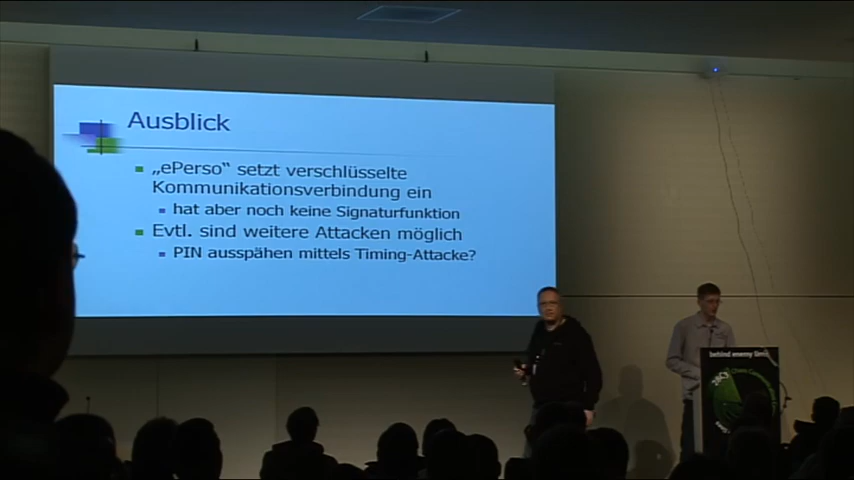 Ausblick
„ePerso“ setzt verschlüsselte
Kommunikationsverbindung ein
hat aber noch keine Signaturfunktion
Evtl. sind weitere Attacken möglich
PIN ausspähen mittels Timing-Attacke?
behind enemy lines
28C3